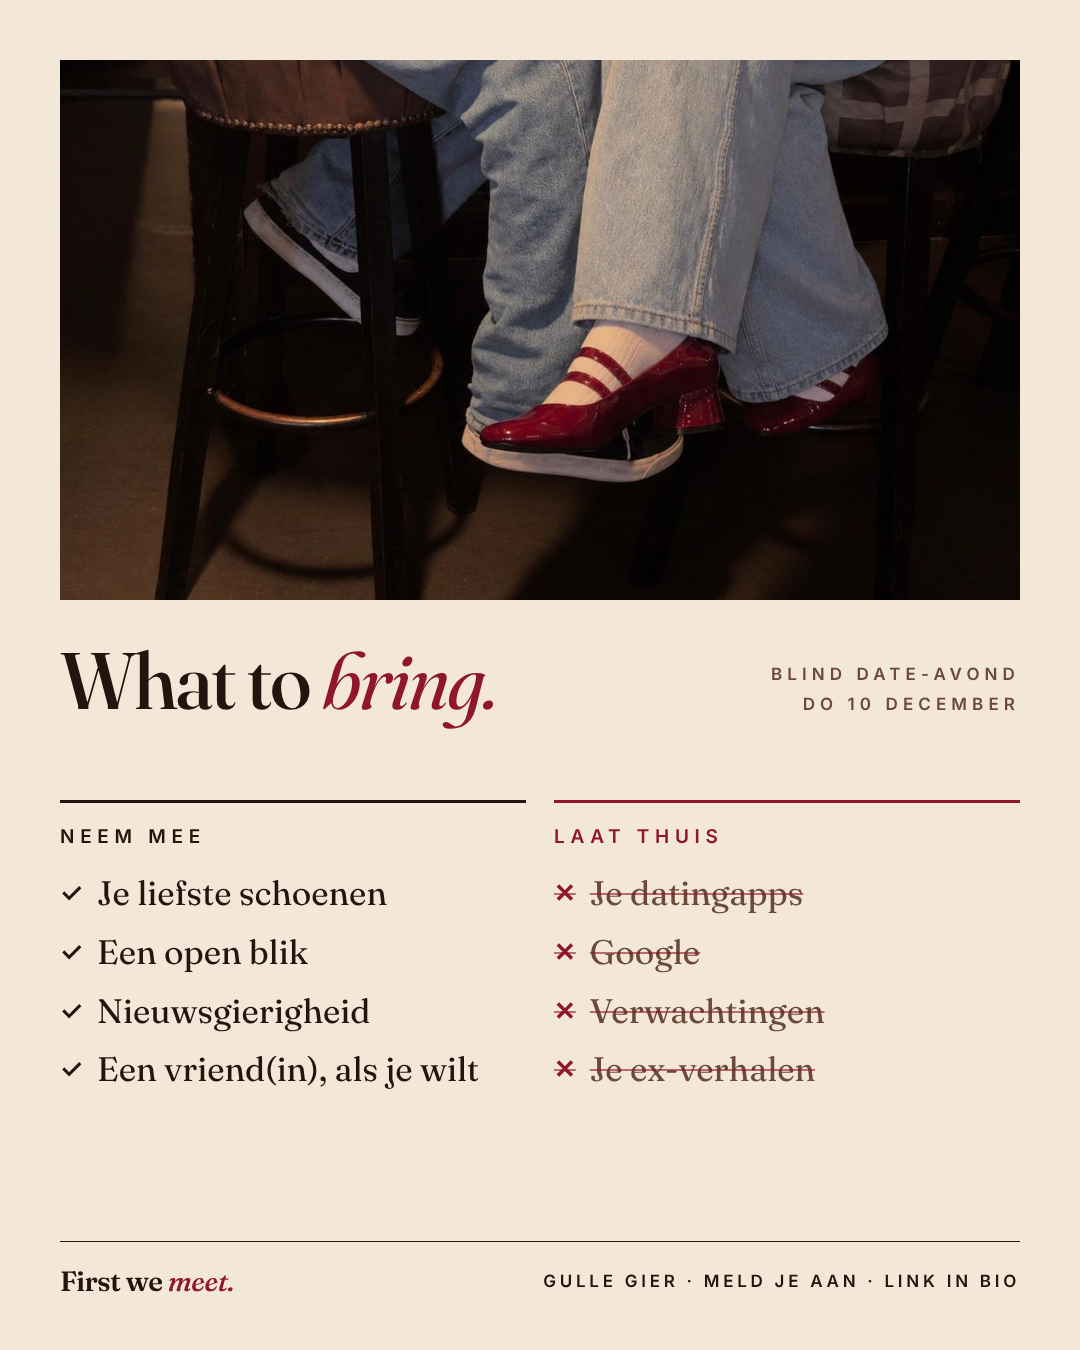 What to bring.
BLIND DATE-AVOND
DO 10 DECEMBER
NEEM MEE
✓ Je liefste schoenen
✓ Een open blik
✓ Nieuwsgierigheid
✓ Een vriend(in), als je wilt
LAAT THUIS
✕ Je datingapps
✕ Google
✕ Verwachtingen
✕ Je ex-verhalen
First we meet.
GULLE GIER · MELD JE AAN · LINK IN BIO